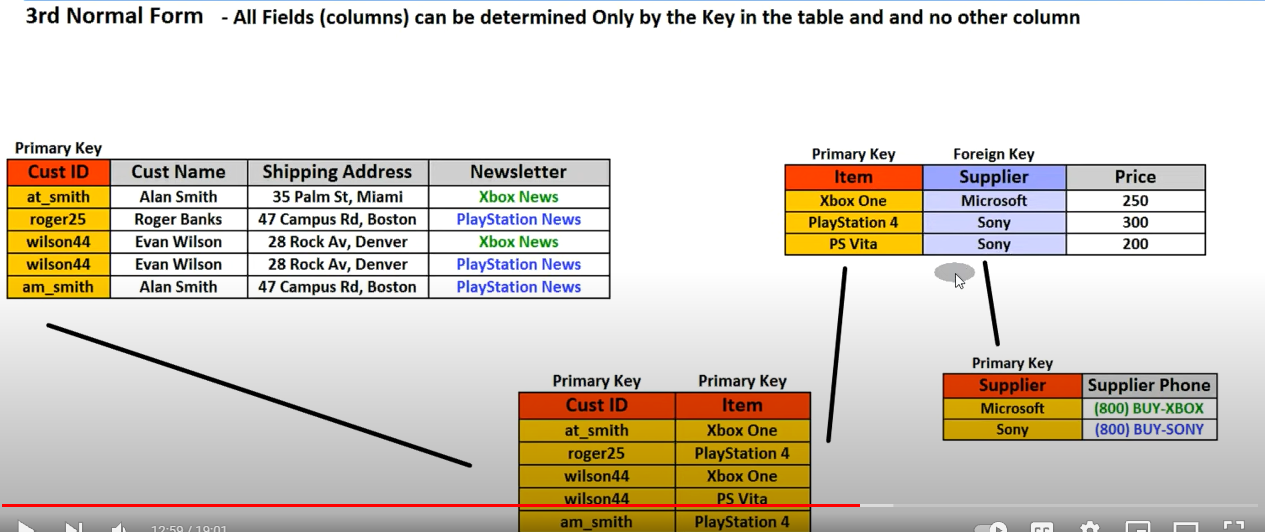 3rd Normal Form - All Fields (columns) can be determined Only by the Key in the table and and no other column
Primary Key
Cust ID Cust Name Shipping Address Newsletter
at_smith Alan Smith 35 Palm St, Miami Xbox News
roger25 Roger Banks 47 Campus Rd, Boston PlayStation News
wilson44 Evan Wilson 28 Rock Av, Denver Xbox News
wilson44 Evan Wilson 28 Rock Av, Denver PlayStation News
am_smith Alan Smith 47 Campus Rd, Boston PlayStation News
Primary Key Foreign Key
Item Supplier Price
Xbox One Microsoft 250
PlayStation 4 Sony 300
PS Vita Sony 200
Primary Key
Supplier Supplier Phone
Microsoft (800) BUY-XBOX
Sony (800) BUY-SONY
Primary Key Primary Key
Cust ID Item
at_smith Xbox One
roger25 PlayStation 4
wilson44 Xbox One
wilson44 PS Vita
am_smith PlayStation 4
12:59 / 19:01
CC